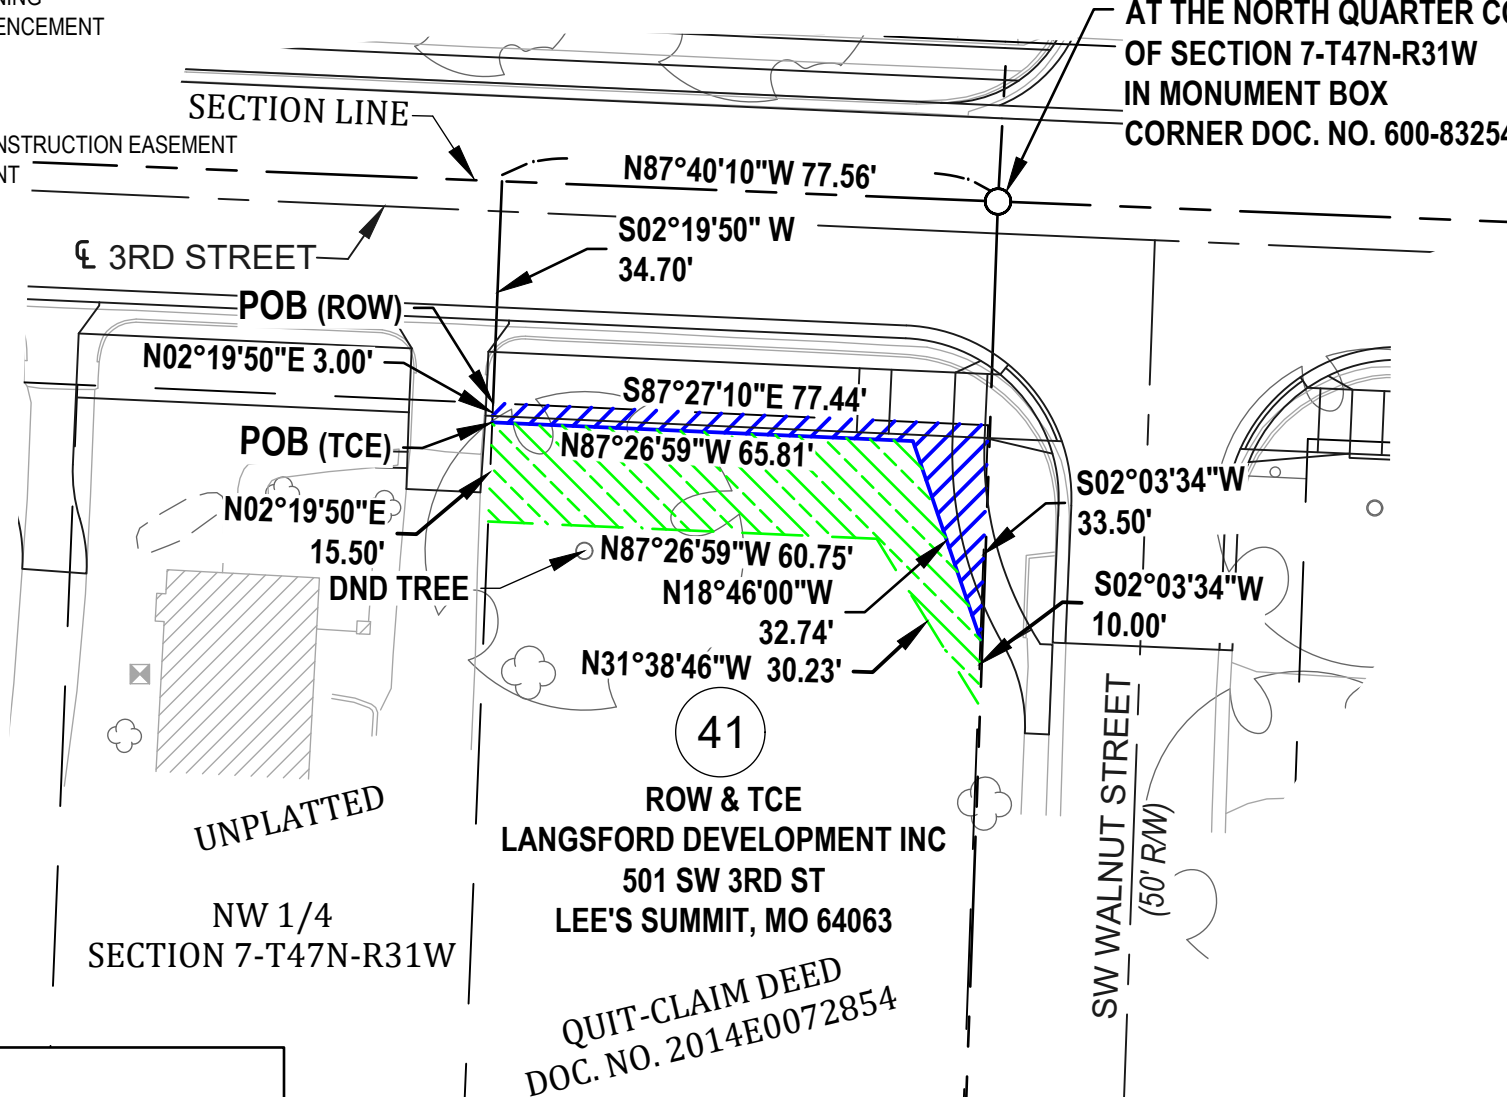 AT THE NORTH QUARTER
OF SECTION 7-T47N-R31W
IN MONUMENT BOX
CORNER DOC. NO. 600-83254
SECTION LINE
EASEMENT
N87°40'10"W 77.56'
S02°19'50" W
34.70'
℄ 3RD STREET
POB (ROW)
N02°19'50"E 3.00'
S87°27'10"E 77.44'
POB (TCE)
N87°26'59"W 65.81'
N02°19'50"E
15.50'
S02°03'34"W
33.50'
DND TREE
N87°26'59"W 60.75'
N18°46'00"W
32.74'
S02°03'34"W
10.00'
N31°38'46"W 30.23'
41
ROW & TCE
LANGSFORD DEVELOPMENT INC
501 SW 3RD ST
LEE'S SUMMIT, MO 64063
UNPLATTED
NW 1/4
SECTION 7-T47N-R31W
QUIT-CLAIM DEED
DOC. NO. 2014E0072854
SW WALNUT STREET
(50' R/W)